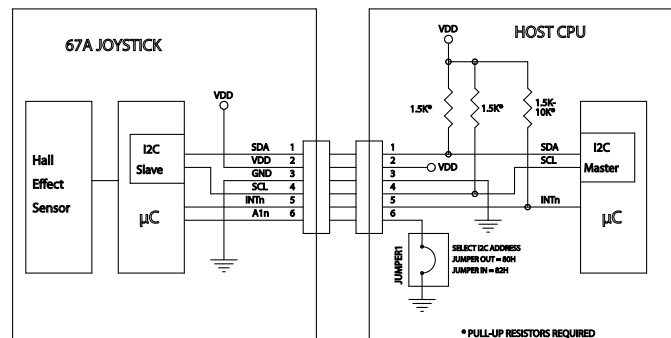 67A JOYSTICK
HOST CPU
VDD
VDD
1.5K*
1.5K*
1.5K-
10K*
I2C
Slave
Hall
Effect
Sensor
µC
SDA 1
VDD 2
GND 3
SCL 4
INTn 5
A1n 6
1
2
3
4
5
6
VDD
SDA
SCL
INTn
I2C
Master
µC
JUMPER1
SELECT I2C ADDRESS
JUMPER OUT = 80H
JUMPER IN = 82H
* PULL-UP RESISTORS REQUIRED